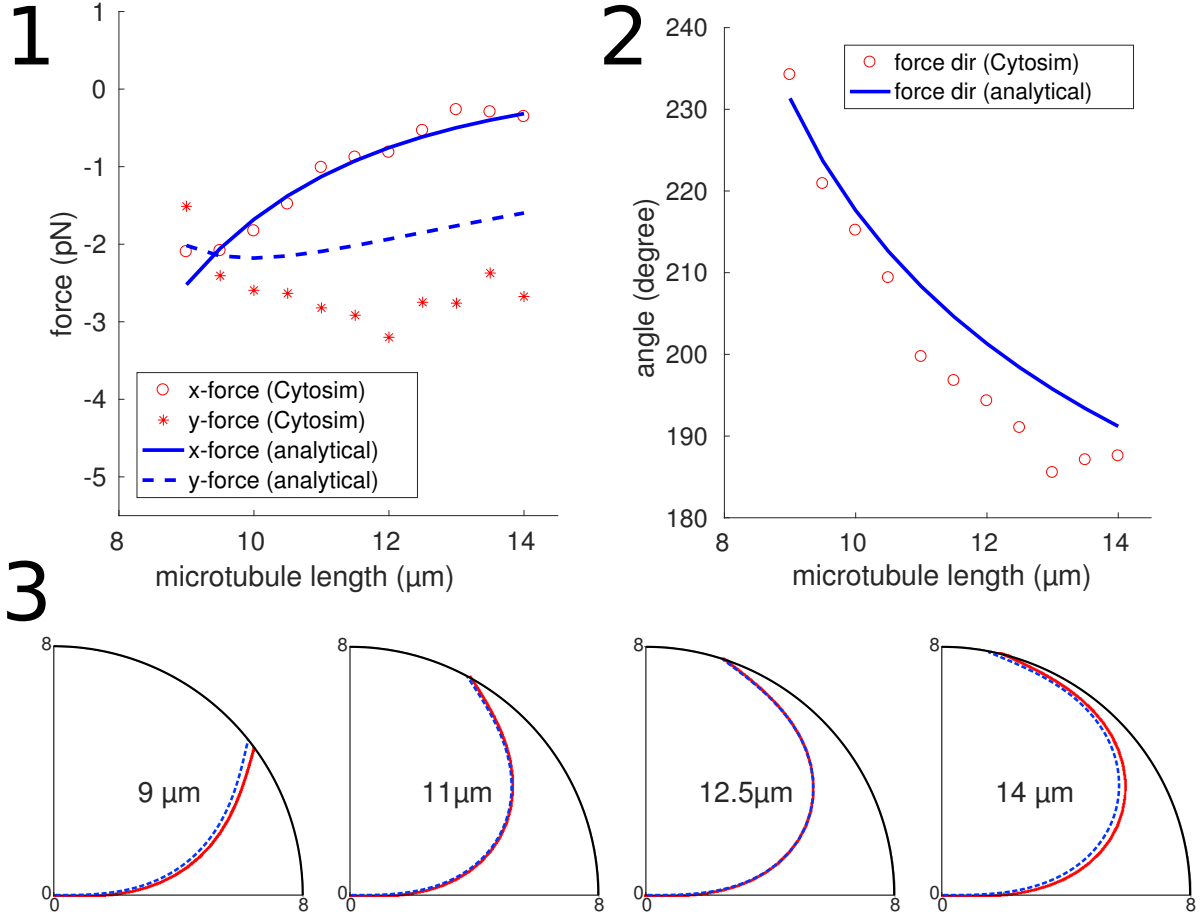 1
1
0
-1
-2
-3
-4
-5
force (pN)
x-force (Cytosim)
y-force (Cytosim)
x-force (analytical)
y-force (analytical)
8 10 12 14
microtubule length (μm)
2
240
230
220
210
200
190
180
angle (degree)
force dir (Cytosim)
force dir (analytical)
8 10 12 14
microtubule length (μm)
3
8
9 μm
0
0 8
8
11μm
0
0 8
8
12.5μm
0
0 8
8
14 μm
0
0 8